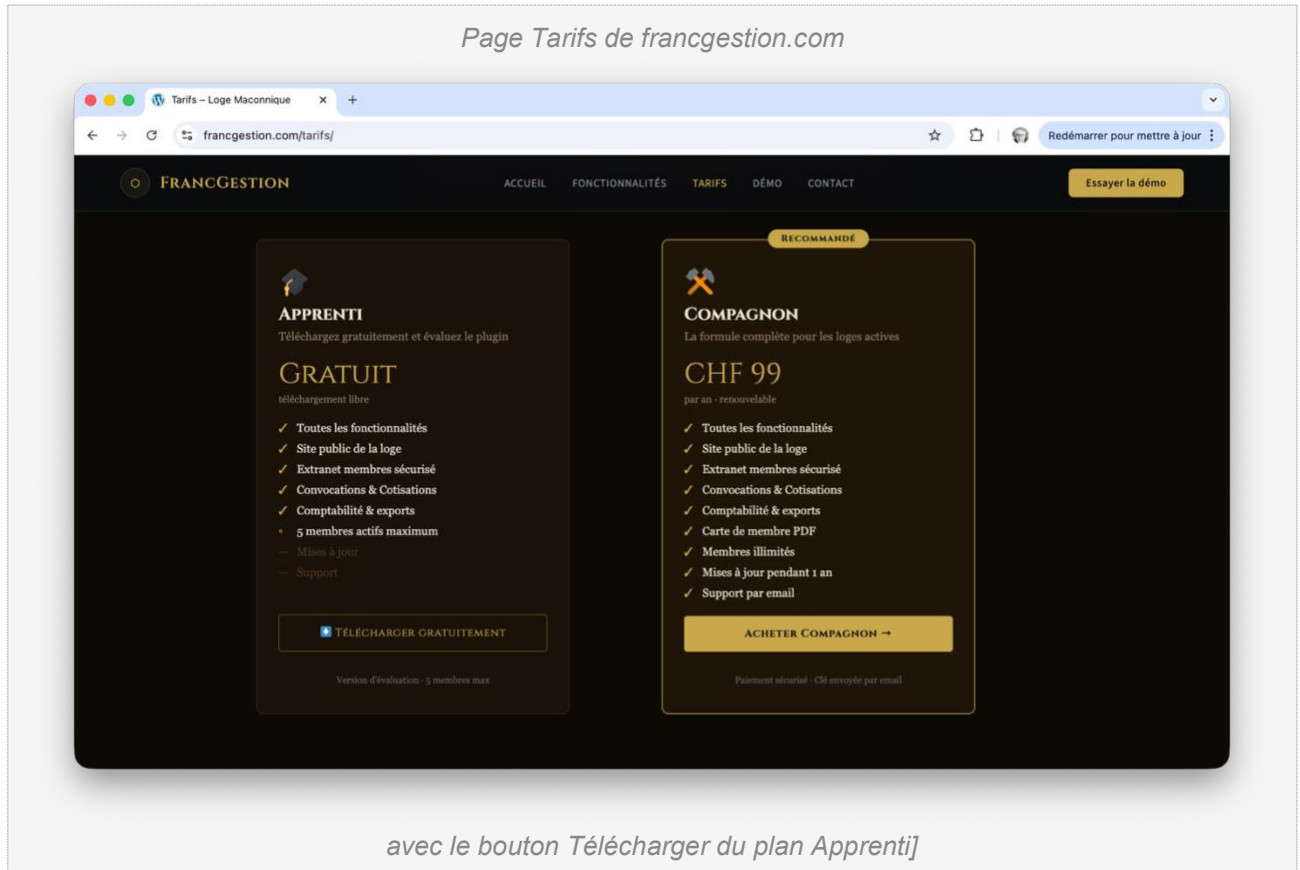 Page Tarifs de francgestion.com
Tarifs – Loge Maconnique
francgestion.com/tarifs/
Redémarrer pour mettre à jour
FRANCGESTION
ACCUEIL FONCTIONNALITÉS TARIFS DÉMO CONTACT
Essayer la démo
APPRENTI
Téléchargez gratuitement et évaluez le plugin
GRATUIT
téléchargement libre
✓ Toutes les fonctionnalités
✓ Site public de la loge
✓ Extranet membres sécurisé
✓ Convocations & Cotisations
✓ Comptabilité & exports
• 5 membres actifs maximum
— Mises à jour
— Support
TÉLÉCHARGER GRATUITEMENT
Version d'évaluation · 5 membres max
RECOMMANDÉ
COMPAGNON
La formule complète pour les loges actives
CHF 99
par an · renouvelable
✓ Toutes les fonctionnalités
✓ Site public de la loge
✓ Extranet membres sécurisé
✓ Convocations & Cotisations
✓ Comptabilité & exports
✓ Carte de membre PDF
✓ Membres illimités
✓ Mises à jour pendant 1 an
✓ Support par email
ACHETER COMPAGNON →
Paiement sécurisé · Clé envoyée par email
avec le bouton Télécharger du plan Apprenti]